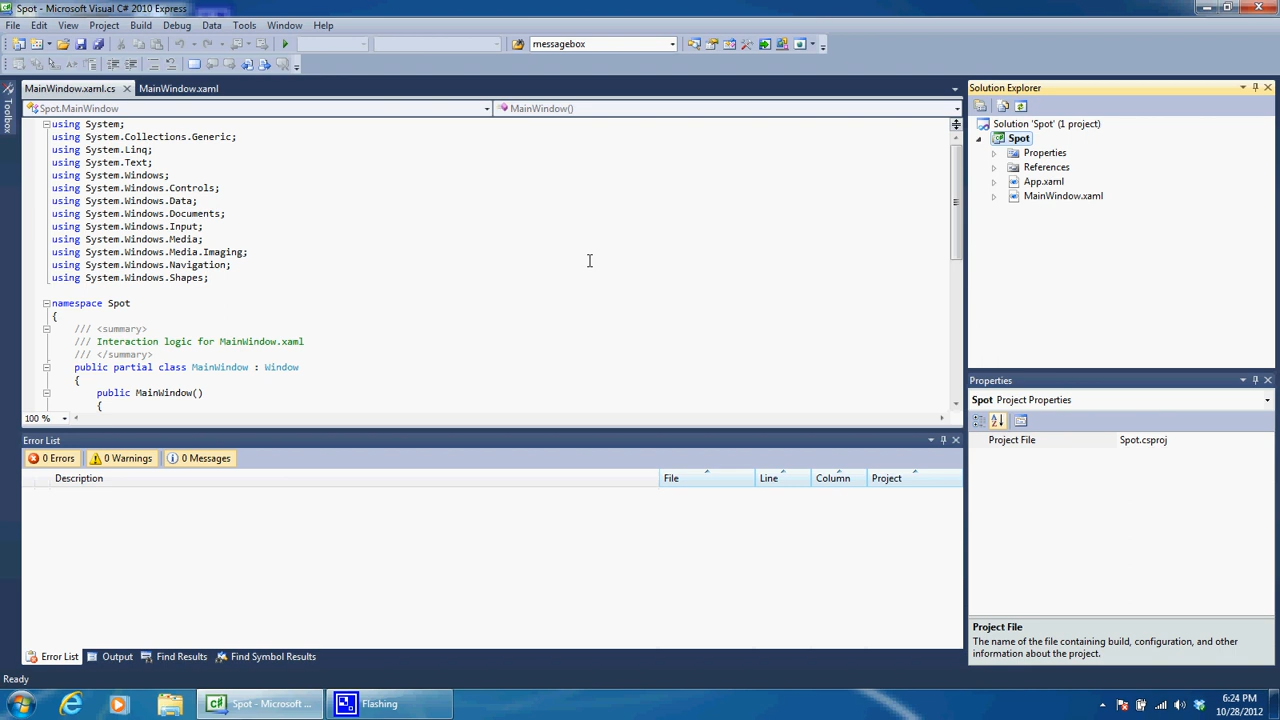 Spot - Microsoft Visual C# 2010 Express
File Edit View Project Build Debug Data Tools Window Help
messagebox
MainWindow.xaml.cs MainWindow.xaml
Spot.MainWindow MainWindow()
using System;
using System.Collections.Generic;
using System.Linq;
using System.Text;
using System.Windows;
using System.Windows.Controls;
using System.Windows.Data;
using System.Windows.Documents;
using System.Windows.Input;
using System.Windows.Media;
using System.Windows.Media.Imaging;
using System.Windows.Navigation;
using System.Windows.Shapes;
namespace Spot
{
/// <summary>
/// Interaction logic for MainWindow.xaml
/// </summary>
public partial class MainWindow : Window
{
public MainWindow()
{
100 %
Toolbox
Error List
0 Errors 0 Warnings 0 Messages
Description File Line Column Project
Error List Output Find Results Find Symbol Results
Solution Explorer
Solution 'Spot' (1 project)
Spot
Properties
References
App.xaml
MainWindow.xaml
Properties
Spot Project Properties
Project File Spot.csproj
Project File
The name of the file containing build, configuration, and other
information about the project.
Ready
Spot - Microsoft ... Flashing
6:24 PM
10/28/2012